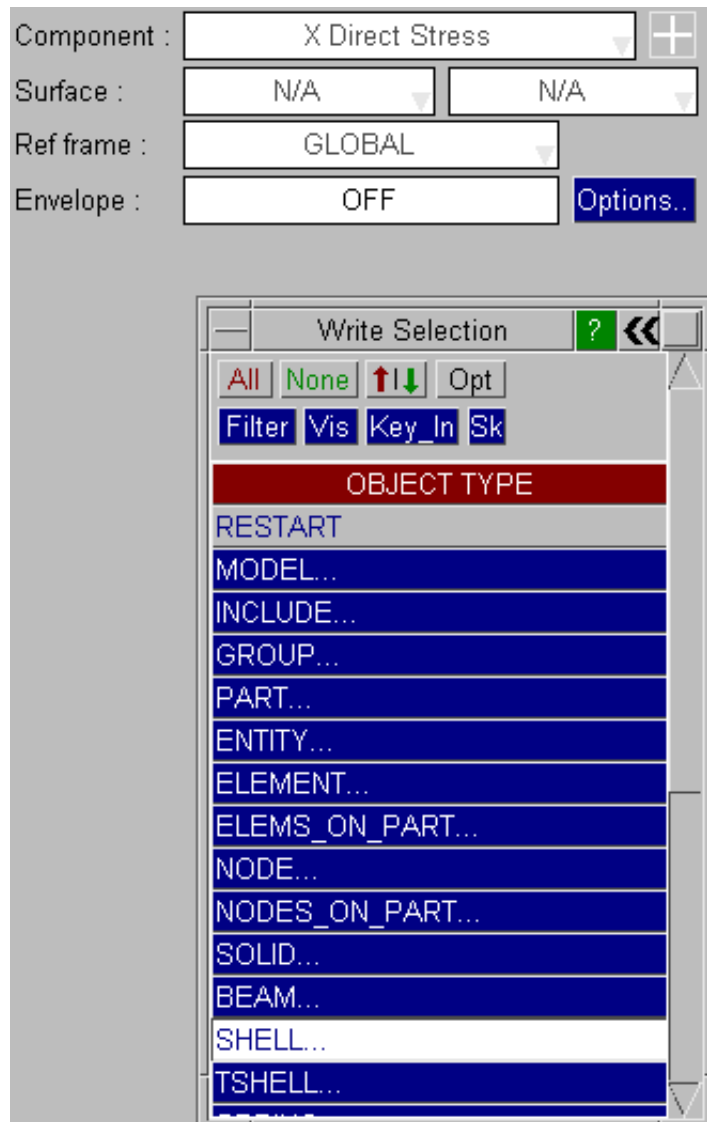 Component : X Direct Stress
Surface : N/A N/A
Ref frame : GLOBAL
Envelope : OFF Options..
Write Selection ?
All None Opt
Filter Vis Key_In Sk
OBJECT TYPE
RESTART
MODEL...
INCLUDE...
GROUP...
PART...
ENTITY...
ELEMENT...
ELEMS_ON_PART...
NODE...
NODES_ON_PART...
SOLID...
BEAM...
SHELL...
TSHELL...